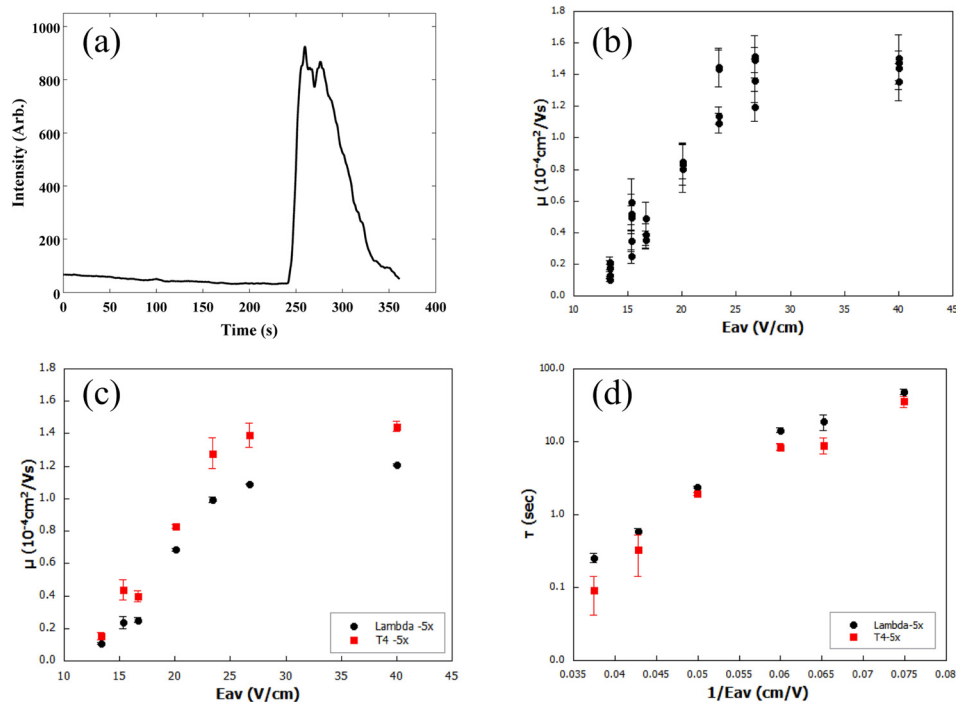 (a)
1000
800
600
400
200
0
Intensity (Arb.)
0 50 100 150 200 250 300 350 400
Time (s)
(b)
1.8
1.6
1.4
1.2
1.0
0.8
0.6
0.4
0.2
0.0
μ (10⁻⁴cm²/Vs)
10 15 20 25 30 35 40 45
Eav (V/cm)
(c)
1.8
1.6
1.4
1.2
1.0
0.8
0.6
0.4
0.2
0.0
μ (10⁻⁴cm²/Vs)
Lambda -5x
T4 -5x
10 15 20 25 30 35 40 45
Eav (V/cm)
(d)
100.0
10.0
1.0
0.1
τ (sec)
Lambda-5x
T4-5x
0.035 0.04 0.045 0.05 0.055 0.06 0.065 0.07 0.075 0.08
1/Eav (cm/V)